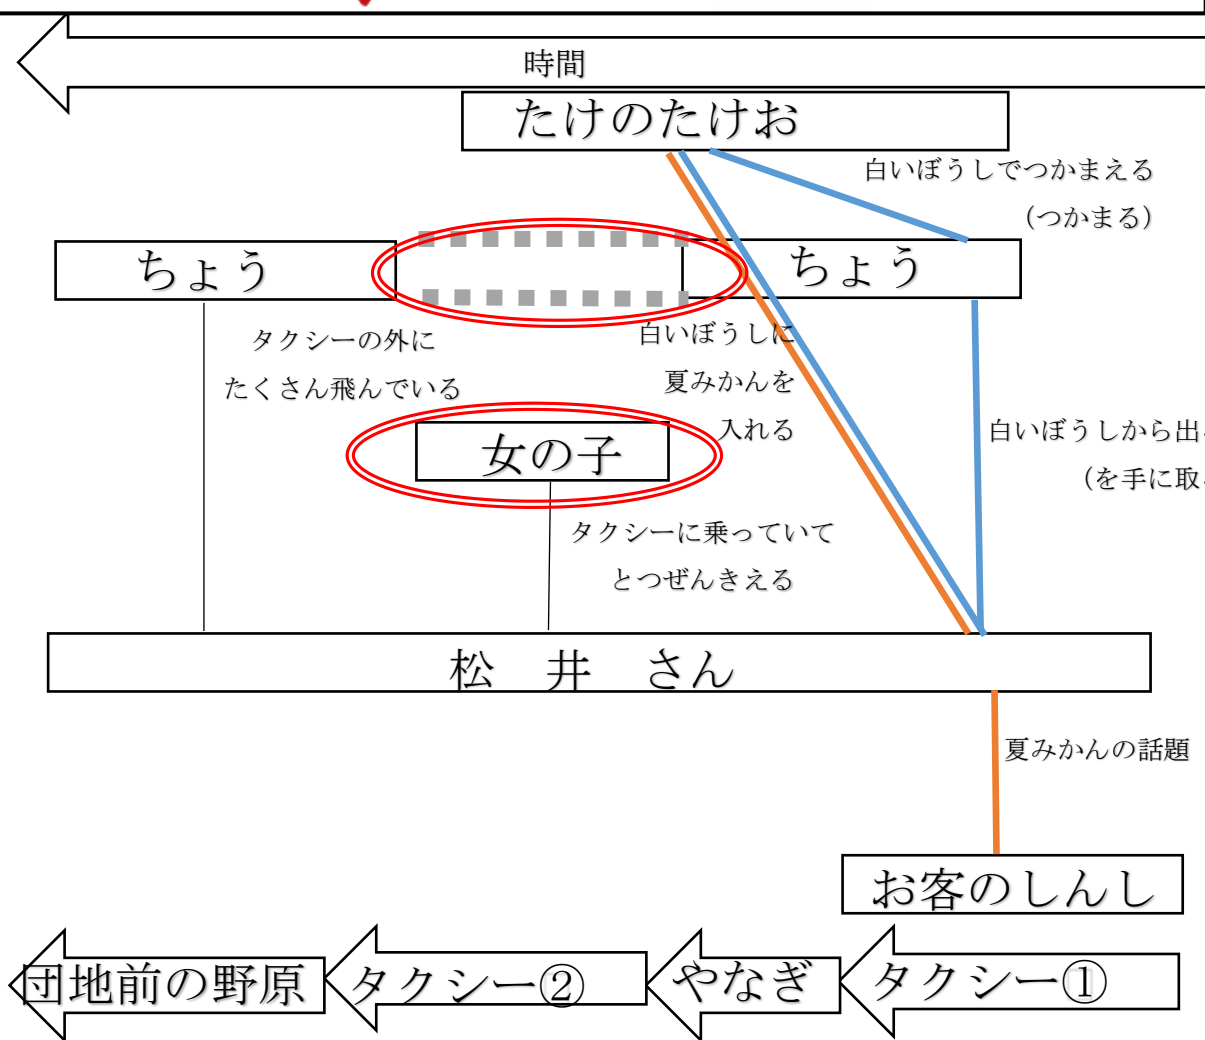 時間
たけのたけお
白いぼうしでつかまえる
(つかまる)
ちょう
ちょう
タクシーの外に
たくさん飛んでいる
白いぼうしに
夏みかんを
入れる
女の子
白いぼうしから出
(を手に取
タクシーに乗っていて
とつぜんきえる
松 井 さん
夏みかんの話題
お客のしんし
団地前の野原
タクシー②
やなぎ
タクシー①